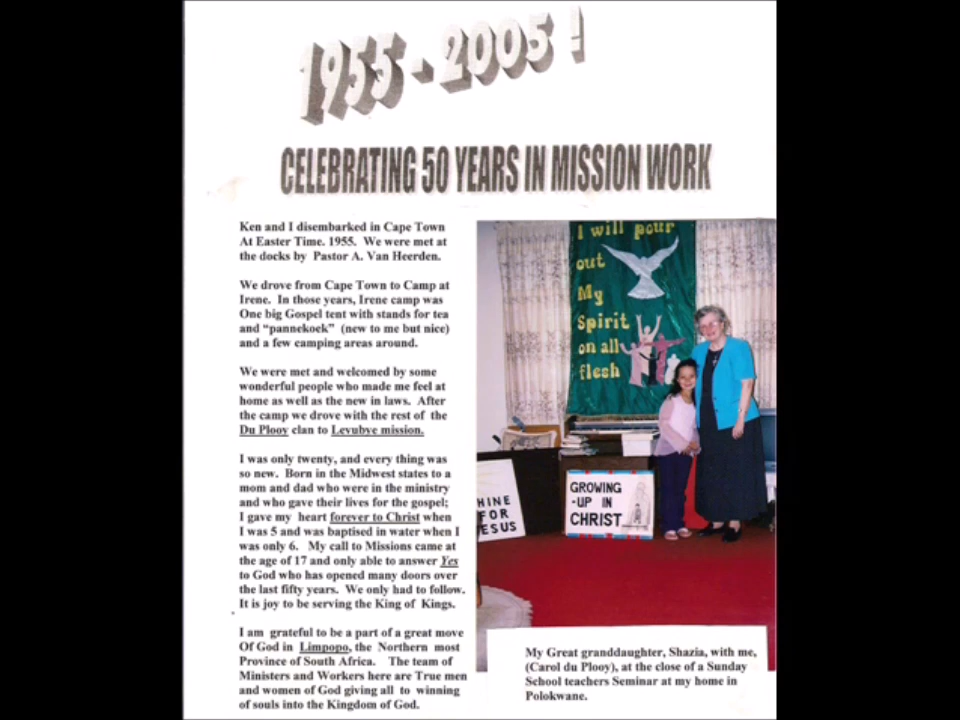 1955 - 2005 !
CELEBRATING 50 YEARS IN MISSION WORK
Ken and I disembarked in Cape Town
At Easter Time. 1955. We were met at
the docks by Pastor A. Van Heerden.
We drove from Cape Town to Camp at
Irene. In those years, Irene camp was
One big Gospel tent with stands for tea
and “pannekoek” (new to me but nice)
and a few camping areas around.
We were met and welcomed by some
wonderful people who made me feel at
home as well as the new in laws. After
the camp we drove with the rest of the
Du Plooy clan to Levubye mission.
I was only twenty, and every thing was
so new. Born in the Midwest states to a
mom and dad who were in the ministry
and who gave their lives for the gospel;
I gave my heart forever to Christ when
I was 5 and was baptised in water when I
was only 6. My call to Missions came at
the age of 17 and only able to answer Yes
to God who has opened many doors over
the last fifty years. We only had to follow.
It is joy to be serving the King of Kings.
I am grateful to be a part of a great move
Of God in Limpopo, the Northern most
Province of South Africa. The team of
Ministers and Workers here are True men
and women of God giving all to winning
of souls into the Kingdom of God.
I will pour
out
My
Spirit
on all
flesh
HINE
FOR
ESUS
GROWING
-UP IN
CHRIST
My Great granddaughter, Shazia, with me,
(Carol du Plooy), at the close of a Sunday
School teachers Seminar at my home in
Polokwane.